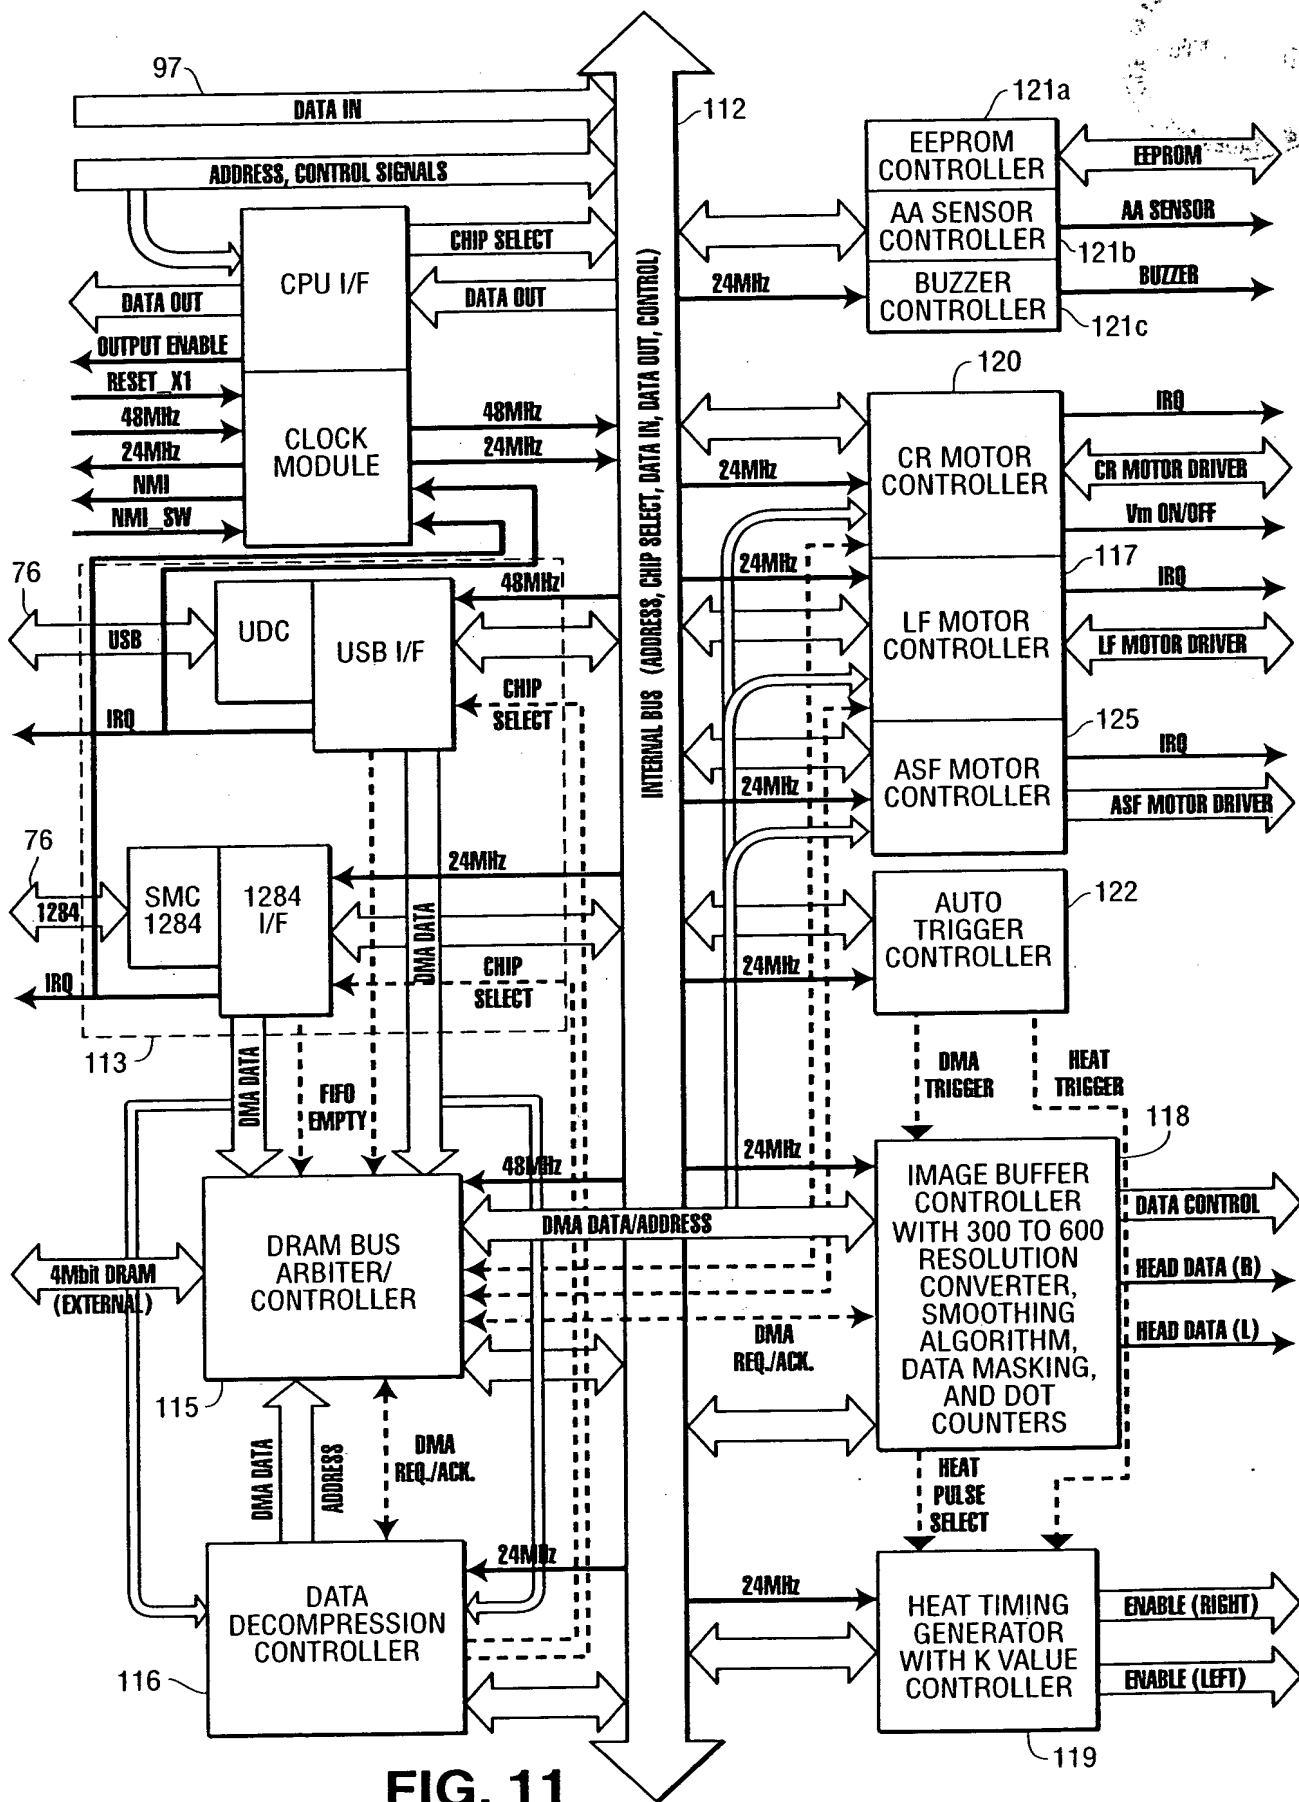 97
DATA IN
ADDRESS, CONTROL SIGNALS
CPU I/F
CHIP SELECT
DATA OUT
DATA OUT
OUTPUT ENABLE
RESET_X1
48MHz
24MHz
NMI
NMI_SW
CLOCK
MODULE
48MHz
24MHz
112
INTERNAL BUS (ADDRESS, CHIP SELECT, DATA IN, DATA OUT, CONTROL)
121a
EEPROM
CONTROLLER
EEPROM
AA SENSOR
CONTROLLER
AA SENSOR
121b
24MHz
BUZZER
CONTROLLER
BUZZER
121c
120
CR MOTOR
CONTROLLER
24MHz
IRQ
CR MOTOR DRIVER
Vm ON/OFF
117
24MHz
LF MOTOR
CONTROLLER
IRQ
LF MOTOR DRIVER
125
ASF MOTOR
CONTROLLER
24MHz
IRQ
ASF MOTOR DRIVER
76
USB
UDC
USB I/F
48MHz
CHIP
SELECT
IRQ
76
1284
SMC
1284
1284
I/F
24MHz
CHIP
SELECT
IRQ
113
DMA DATA
DMA DATA
FIFO
EMPTY
AUTO
TRIGGER
CONTROLLER
122
24MHz
DMA
TRIGGER
HEAT
TRIGGER
118
48MHz
DRAM BUS
ARBITER/
CONTROLLER
4Mbit DRAM
(EXTERNAL)
115
DMA DATA/ADDRESS
24MHz
DMA
REQ./ACK.
IMAGE BUFFER
CONTROLLER
WITH 300 TO 600
RESOLUTION
CONVERTER,
SMOOTHING
ALGORITHM,
DATA MASKING,
AND DOT
COUNTERS
DATA CONTROL
HEAD DATA (R)
HEAD DATA (L)
DMA DATA
ADDRESS
DMA
REQ./ACK.
24MHz
DATA
DECOMPRESSION
CONTROLLER
116
HEAT
PULSE
SELECT
24MHz
HEAT TIMING
GENERATOR
WITH K VALUE
CONTROLLER
ENABLE (RIGHT)
ENABLE (LEFT)
119
FIG. 11